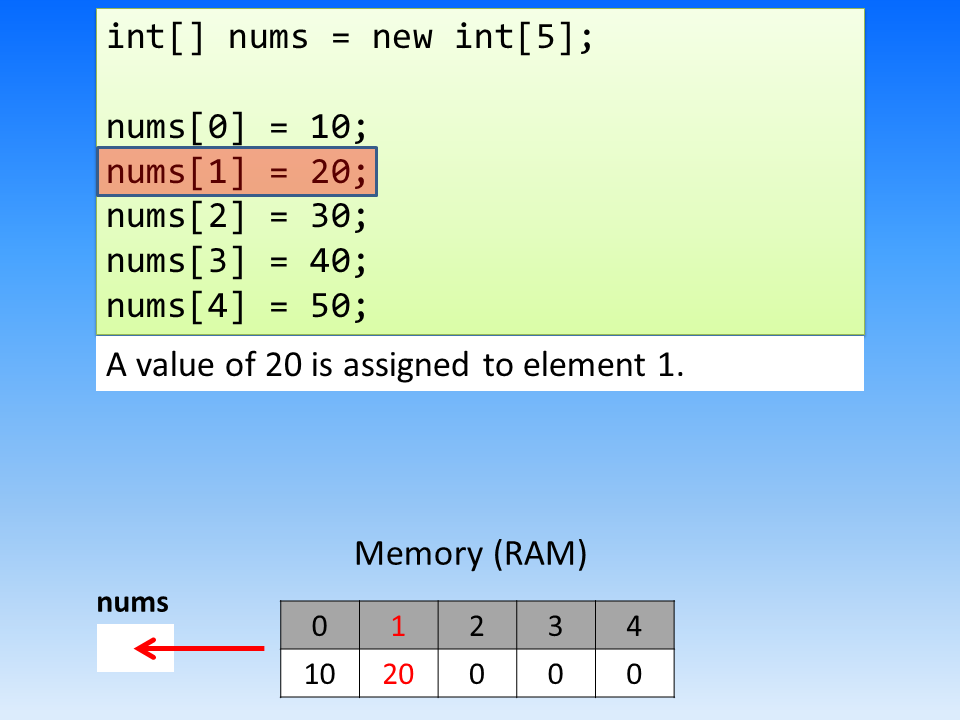 int[] nums = new int[5];
nums[0] = 10;
nums[1] = 20;
nums[2] = 30;
nums[3] = 40;
nums[4] = 50;
A value of 20 is assigned to element 1.
Memory (RAM)
nums
0 1 2 3 4
10 20 0 0 0